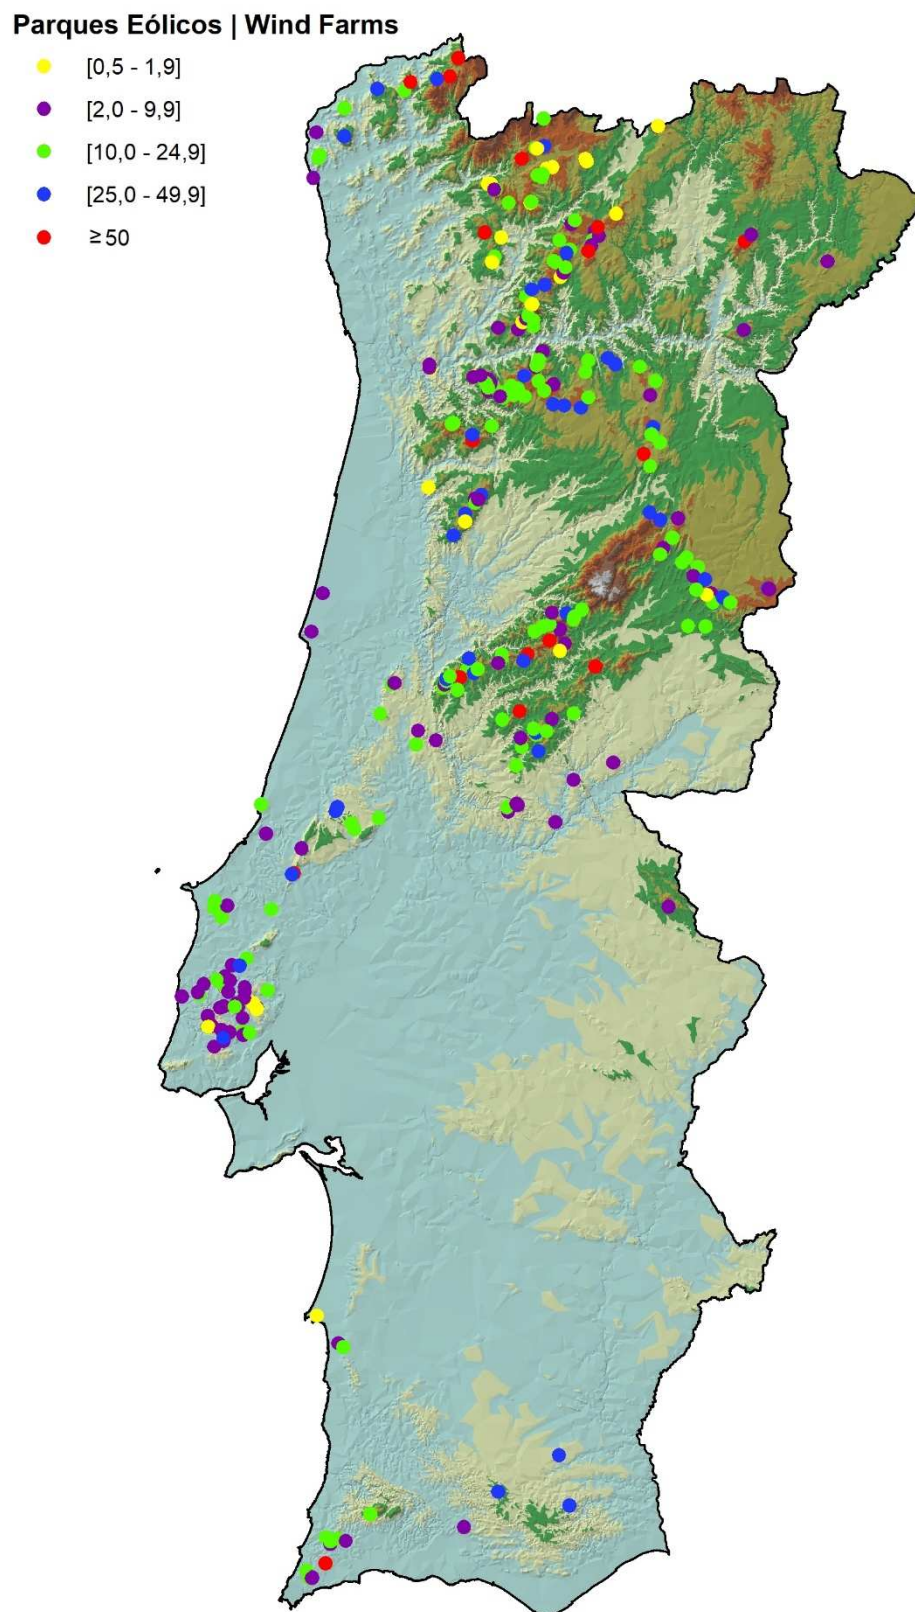 Parques Eólicos | Wind Farms
[0,5 - 1,9]
[2,0 - 9,9]
[10,0 - 24,9]
[25,0 - 49,9]
≥ 50